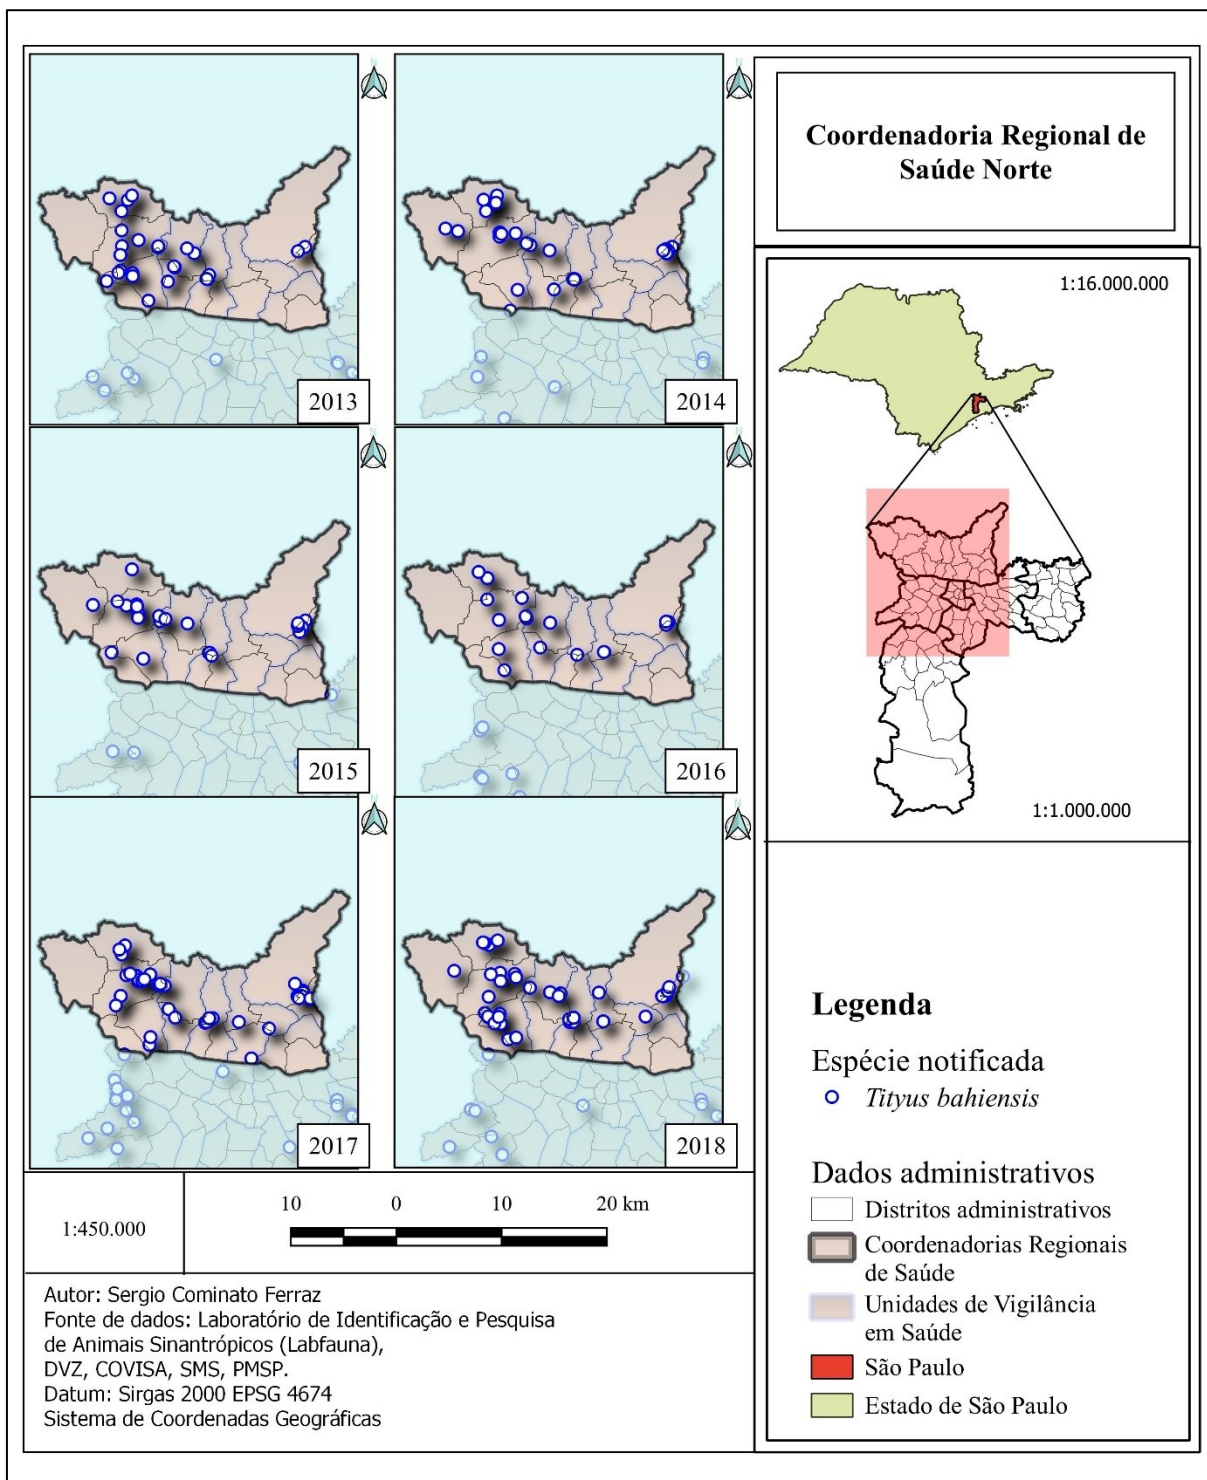 Coordenadoria Regional de
Saúde Norte
N
N
2013
2014
N
N
2015
2016
N
N
2017
2018
1:16.000.000
1:1.000.000
Legenda
Espécie notificada
Tityus bahiensis
Dados administrativos
Distritos administrativos
Coordenadorias Regionais
de Saúde
Unidades de Vigilância
em Saúde
São Paulo
Estado de São Paulo
1:450.000
10 0 10 20 km
Autor: Sergio Cominato Ferraz
Fonte de dados: Laboratório de Identificação e Pesquisa
de Animais Sinantrópicos (Labfauna),
DVZ, COVISA, SMS, PMSP.
Datum: Sirgas 2000 EPSG 4674
Sistema de Coordenadas Geográficas